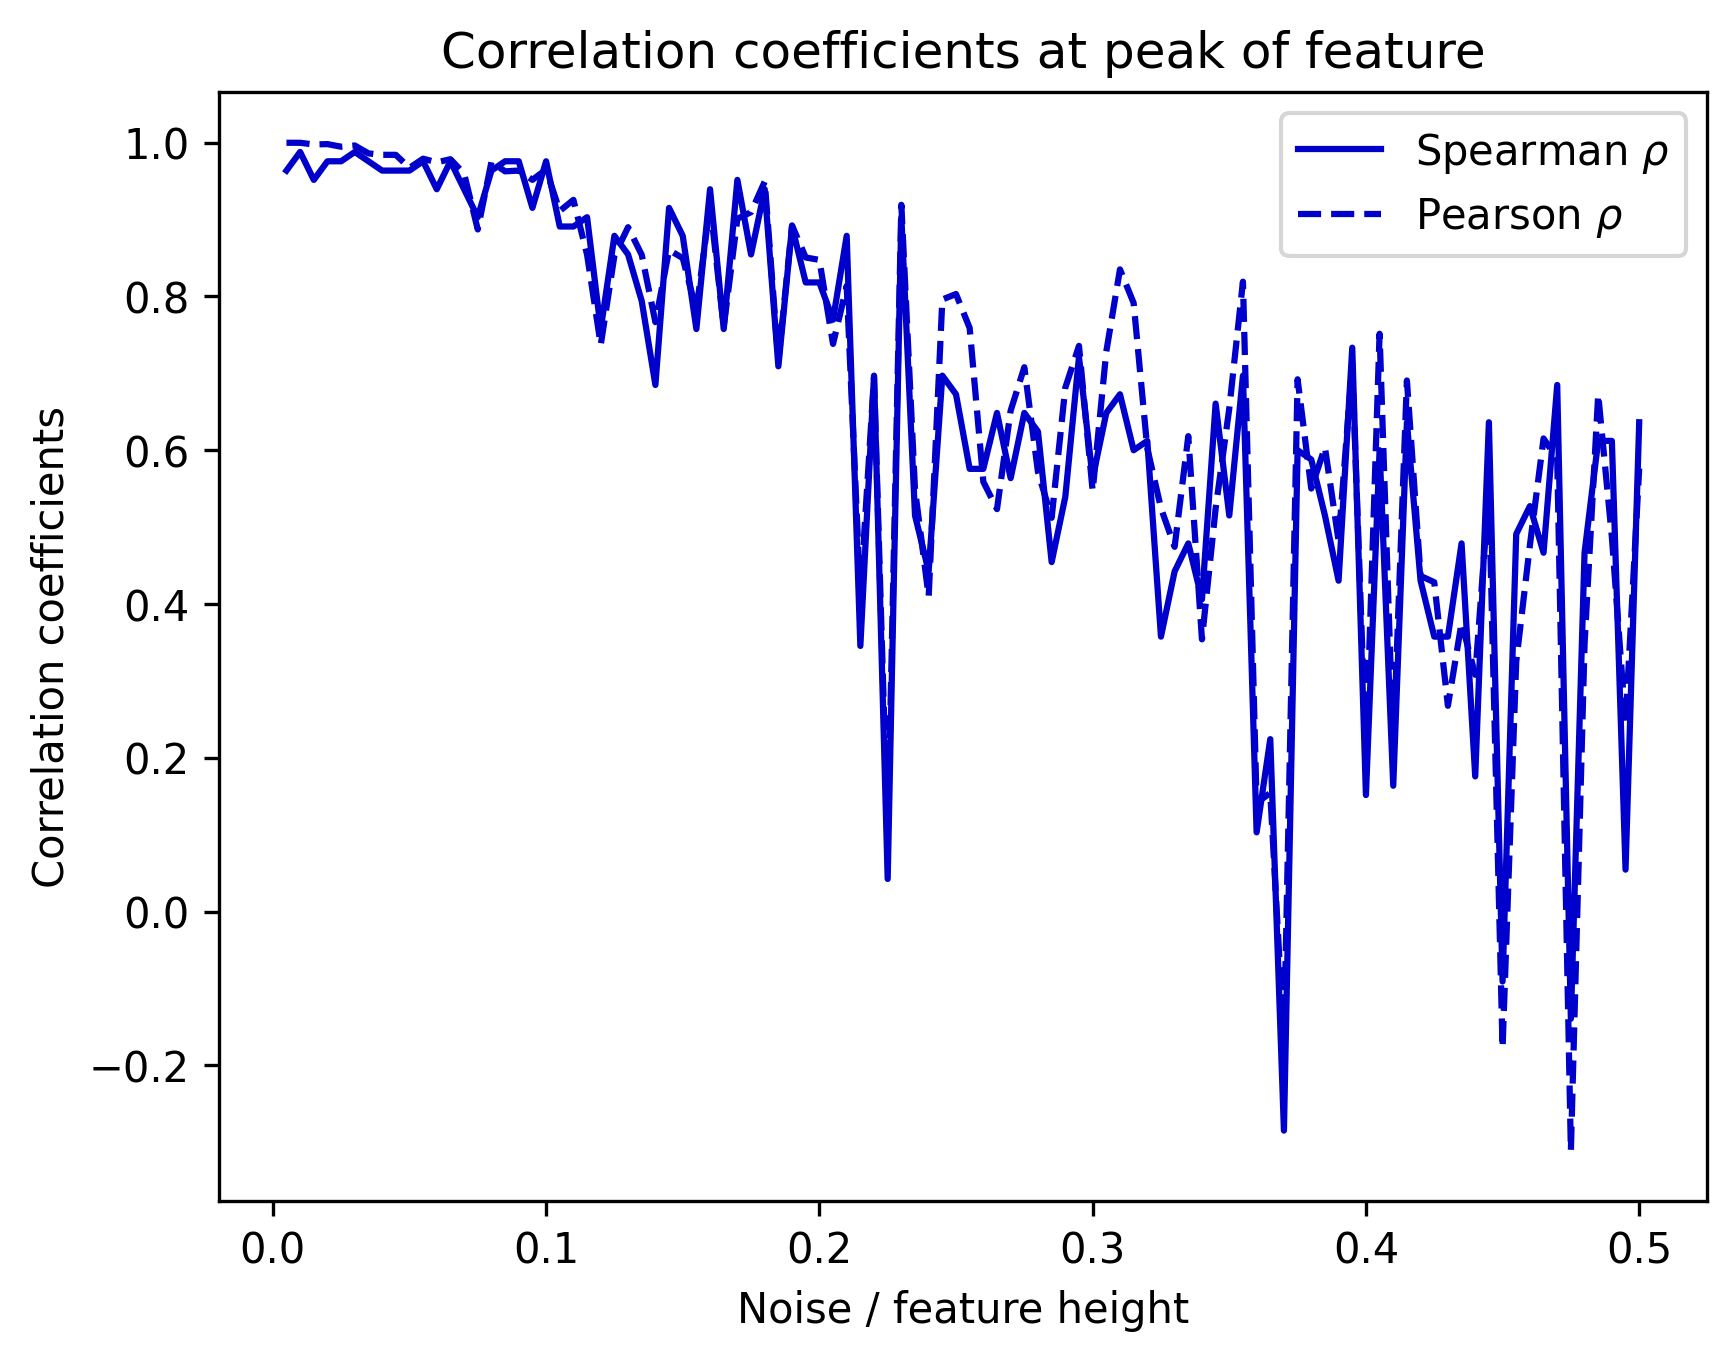 Correlation coefficients at peak of feature
Spearman ρ
Pearson ρ
Correlation coefficients
1.0
0.8
0.6
0.4
0.2
0.0
−0.2
0.0 0.1 0.2 0.3 0.4 0.5
Noise / feature height